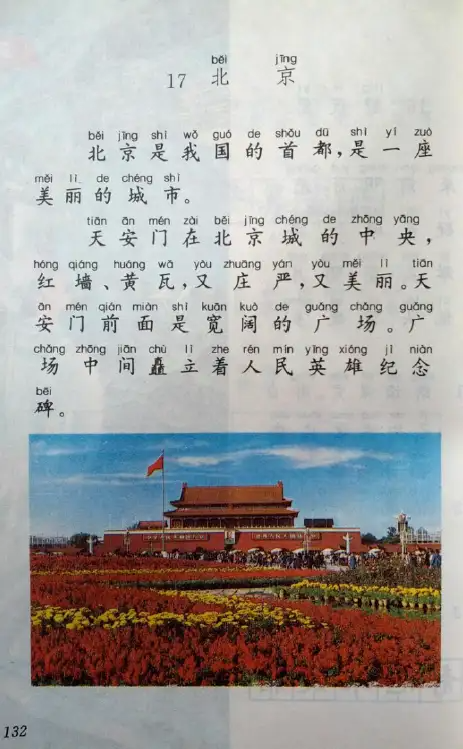 běi jīng
17 北 京
běi jīng shì wǒ guó de shǒu dū shì yí zuò
北京是我国的首都,是一座
měi lì de chéng shì
美丽的城市。
tiān ān mén zài běi jīng chéng de zhōng yāng
天安门在北京城的中央,
hóng qiáng huáng wǎ yòu zhuāng yán yòu měi lì tiān
红墙、黄瓦,又庄严,又美丽。天
ān mén qián miàn shì kuān kuò de guǎng chǎng guǎng
安门前面是宽阔的广场。广
chǎng zhōng jiān chù lì zhe rén mín yīng xióng jì niàn
场中间矗立着人民英雄纪念
bēi
碑。
132